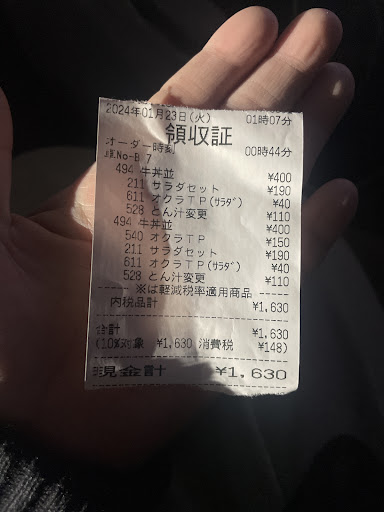 2024年01月23日(火) 01時07分
領収証
オーダー時刻 00時44分
No-B 7
494 牛丼並 ¥400
211 サラダセット ¥190
611 オクラTP(ｻﾗﾀﾞ) ¥40
528 とん汁変更 ¥110
494 牛丼並 ¥400
540 オクラTP ¥150
211 サラダセット ¥190
611 オクラTP(ｻﾗﾀﾞ) ¥40
528 とん汁変更 ¥110
※は軽減税率適用商品
内税品計 ¥1,630
合計 ¥1,630
(10%対象 ¥1,630 消費税 ¥148)
現金計 ¥1,630